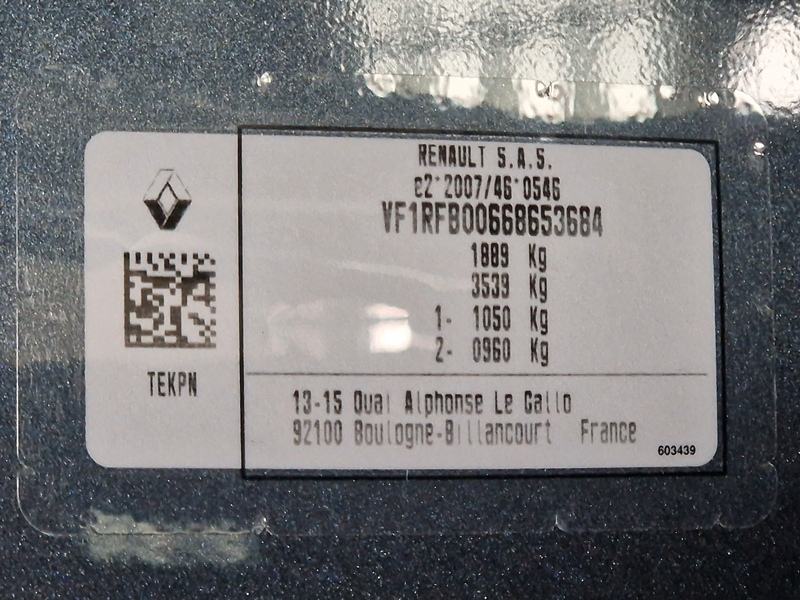 RENAULT S.A.S.
e2*2007/46*0546
VF1RFB00668653684
1889 Kg
3539 Kg
1- 1050 Kg
2- 0960 Kg
TEKPN
13-15 Quai Alphonse Le Gallo
92100 Boulogne-Billancourt France
603439